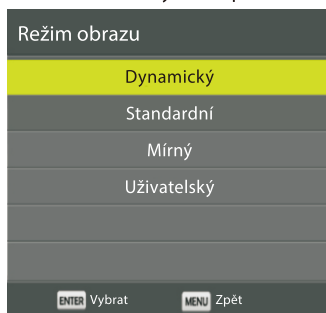 Režim obrazu
Dynamický
Standardní
Mírný
Uživatelský
ENTER Vybrat MENU Zpět